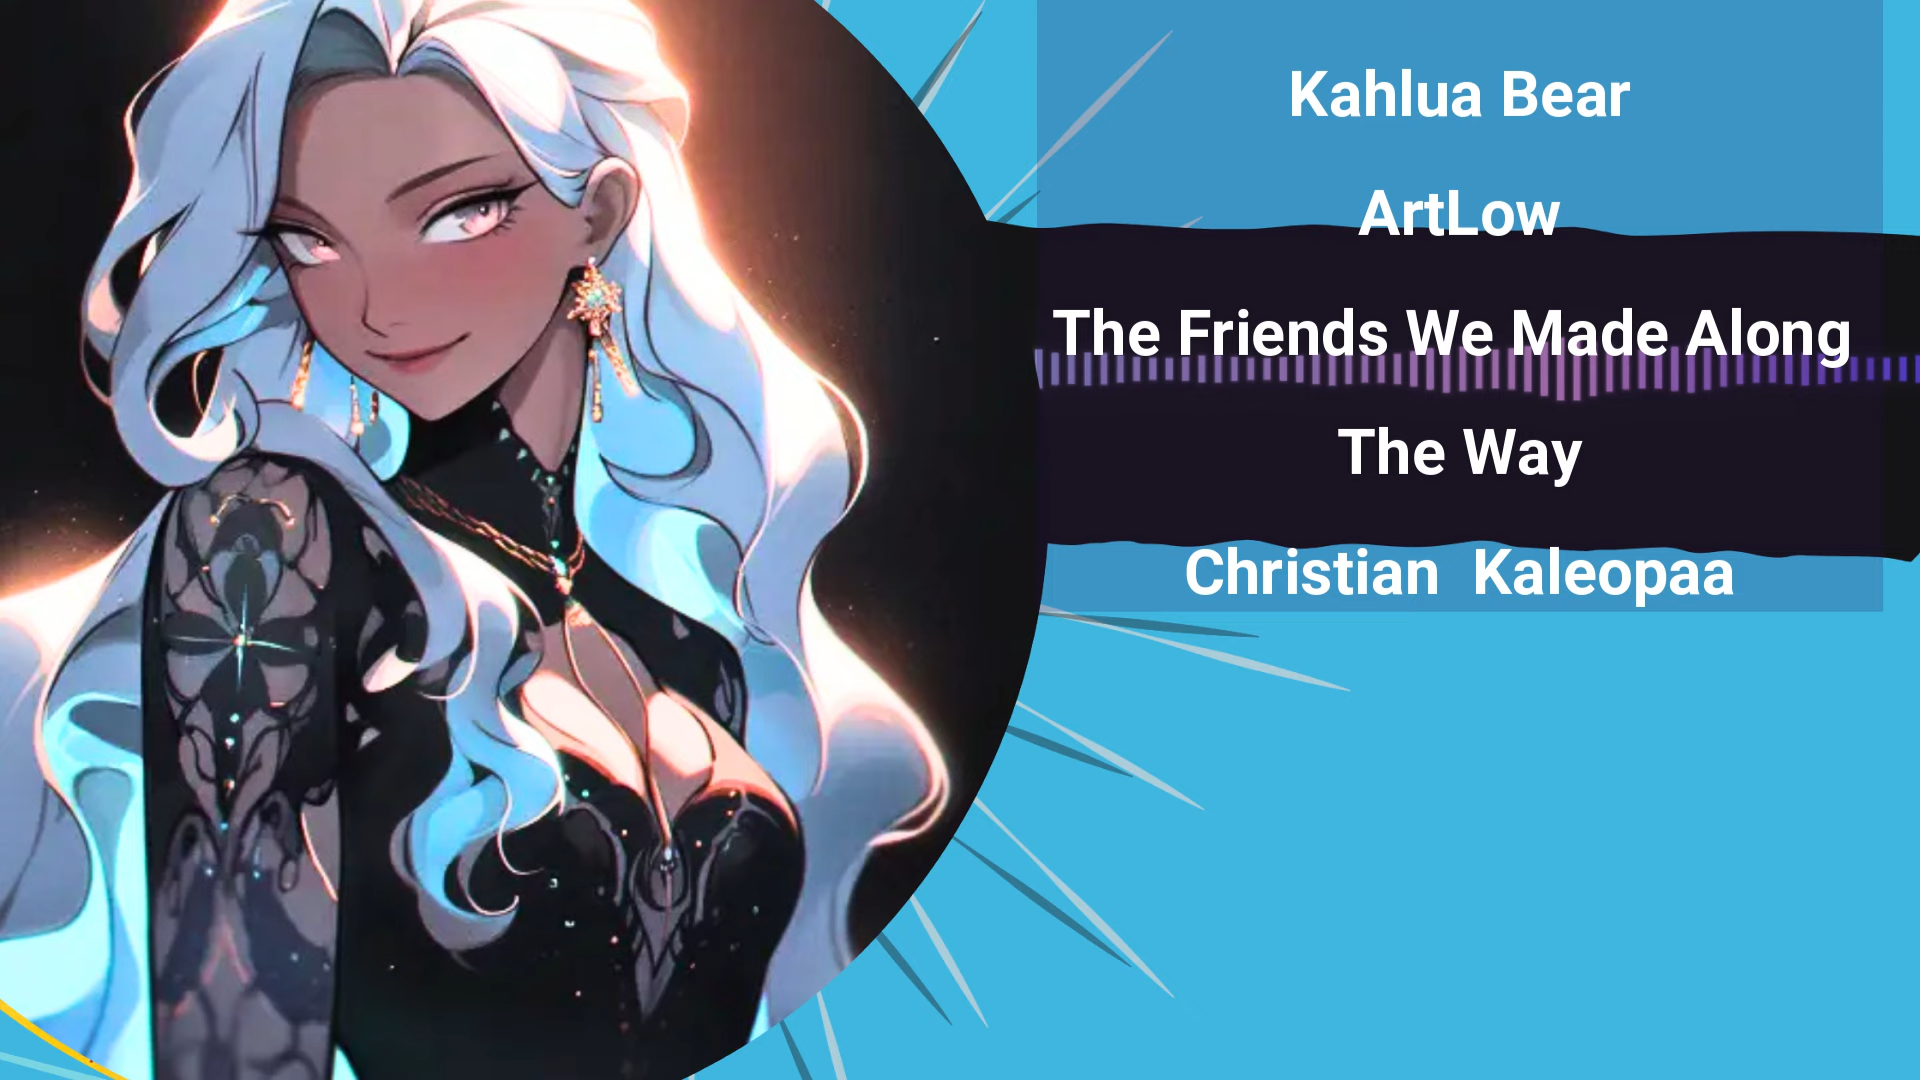 Kahlua Bear
ArtLow
The Friends We Made Along
The Way
Christian  Kaleopaa